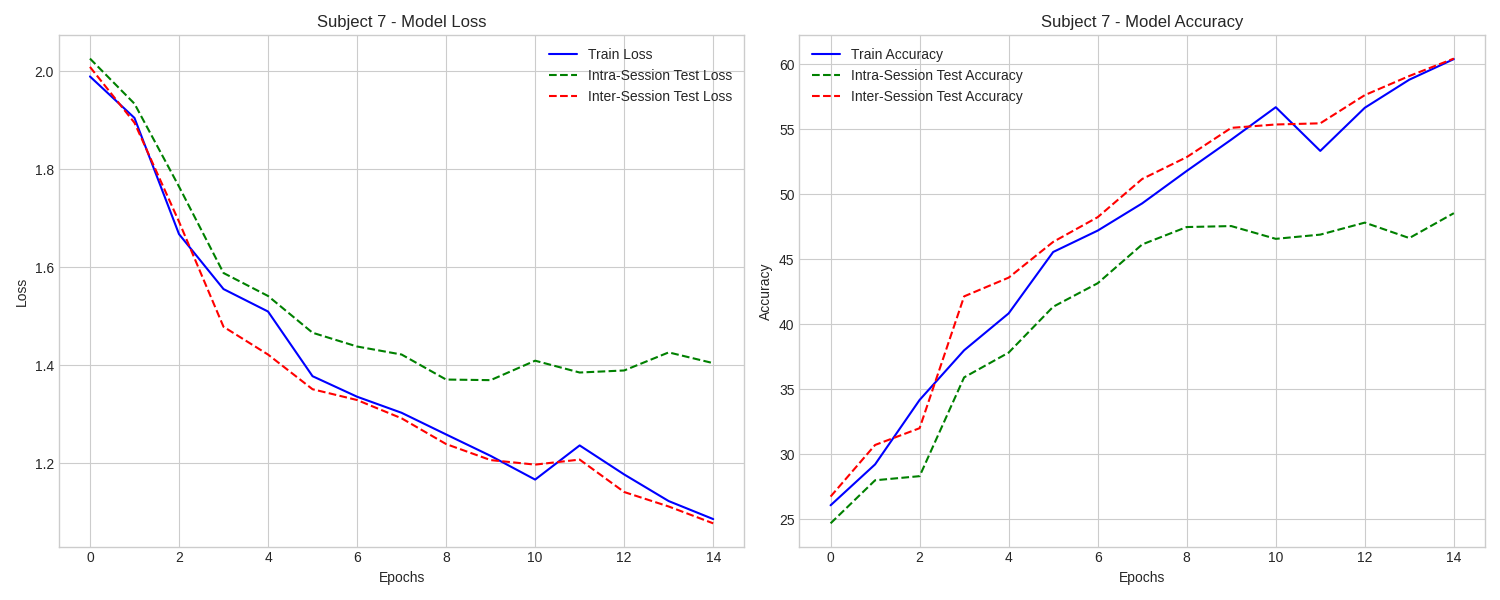 Subject 7 - Model Loss
Train Loss
Intra-Session Test Loss
Inter-Session Test Loss
Loss
2.0
1.8
1.6
1.4
1.2
0 2 4 6 8 10 12 14
Epochs
Subject 7 - Model Accuracy
Train Accuracy
Intra-Session Test Accuracy
Inter-Session Test Accuracy
Accuracy
60
55
50
45
40
35
30
25
0 2 4 6 8 10 12 14
Epochs